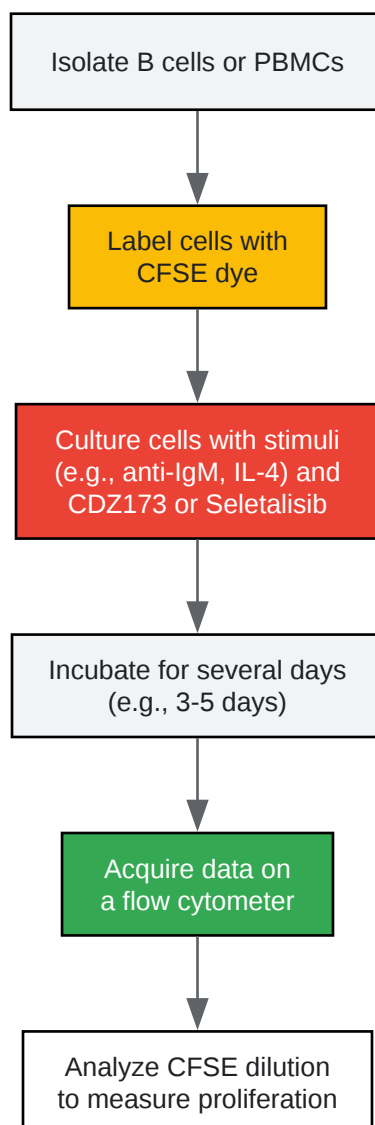 Isolate B cells or PBMCs
Label cells with
CFSE dye
Culture cells with stimuli
(e.g., anti-IgM, IL-4) and
CDZ173 or Seletalisib
Incubate for several days
(e.g., 3-5 days)
Acquire data on
a flow cytometer
Analyze CFSE dilution
to measure proliferation